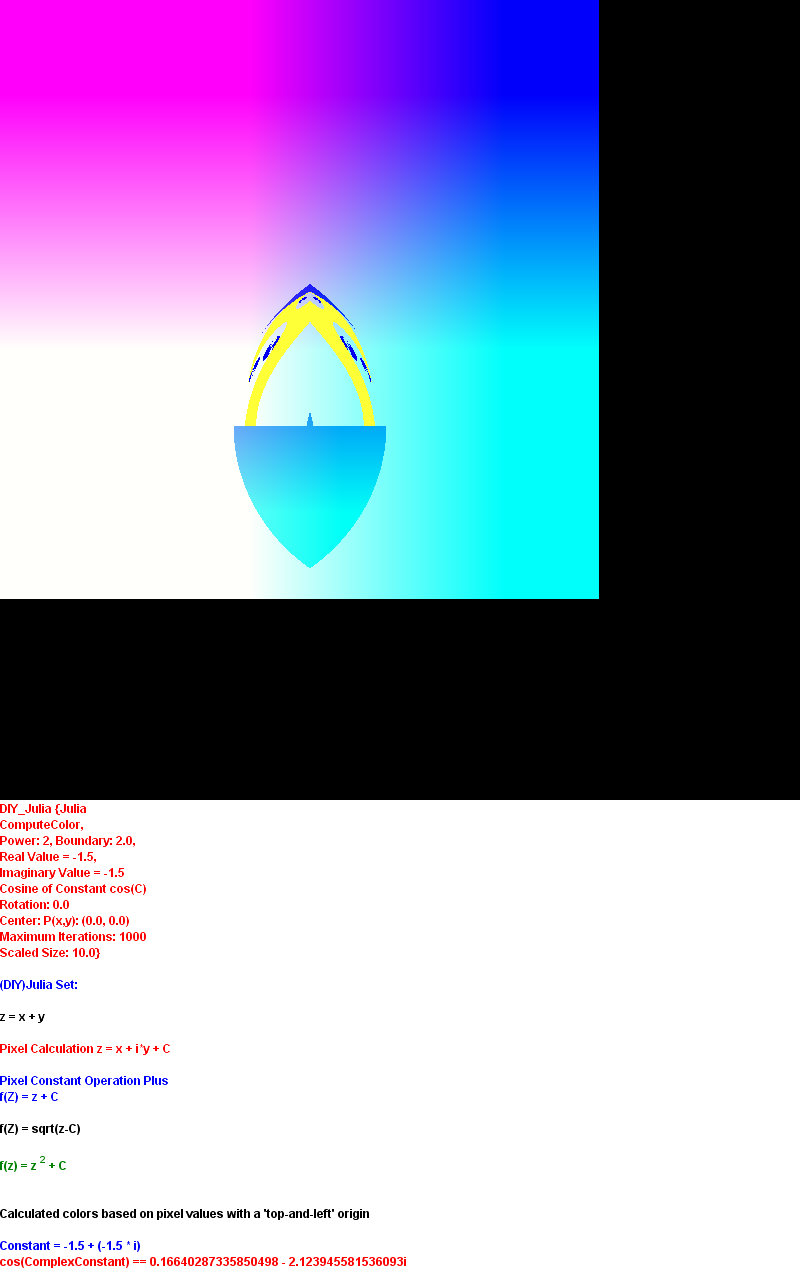 DIY_Julia {Julia
ComputeColor,
Power: 2, Boundary: 2.0,
Real Value = -1.5,
Imaginary Value = -1.5
Cosine of Constant cos(C)
Rotation: 0.0
Center: P(x,y): (0.0, 0.0)
Maximum Iterations: 1000
Scaled Size: 10.0}
(DIY)Julia Set:
z = x + y
Pixel Calculation z = x + i*y + C
Pixel Constant Operation Plus
f(Z) = z + C
f(Z) = sqrt(z-C)
f(z) = z 2 + C
Calculated colors based on pixel values with a 'top-and-left' origin
Constant = -1.5 + (-1.5 * i)
cos(ComplexConstant) == 0.16640287335850498 - 2.123945581536093i